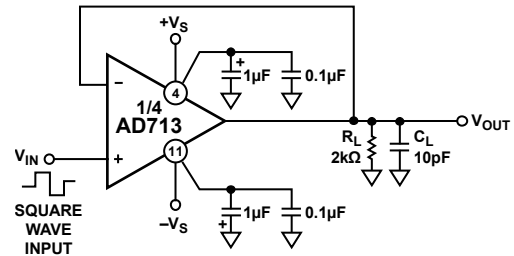 +VS
+
1µF
0.1µF
–
4
1/4
AD713
VOUT
RL
2kΩ
CL
10pF
VIN
+
11
SQUARE
WAVE
INPUT
–VS
1µF
0.1µF
+